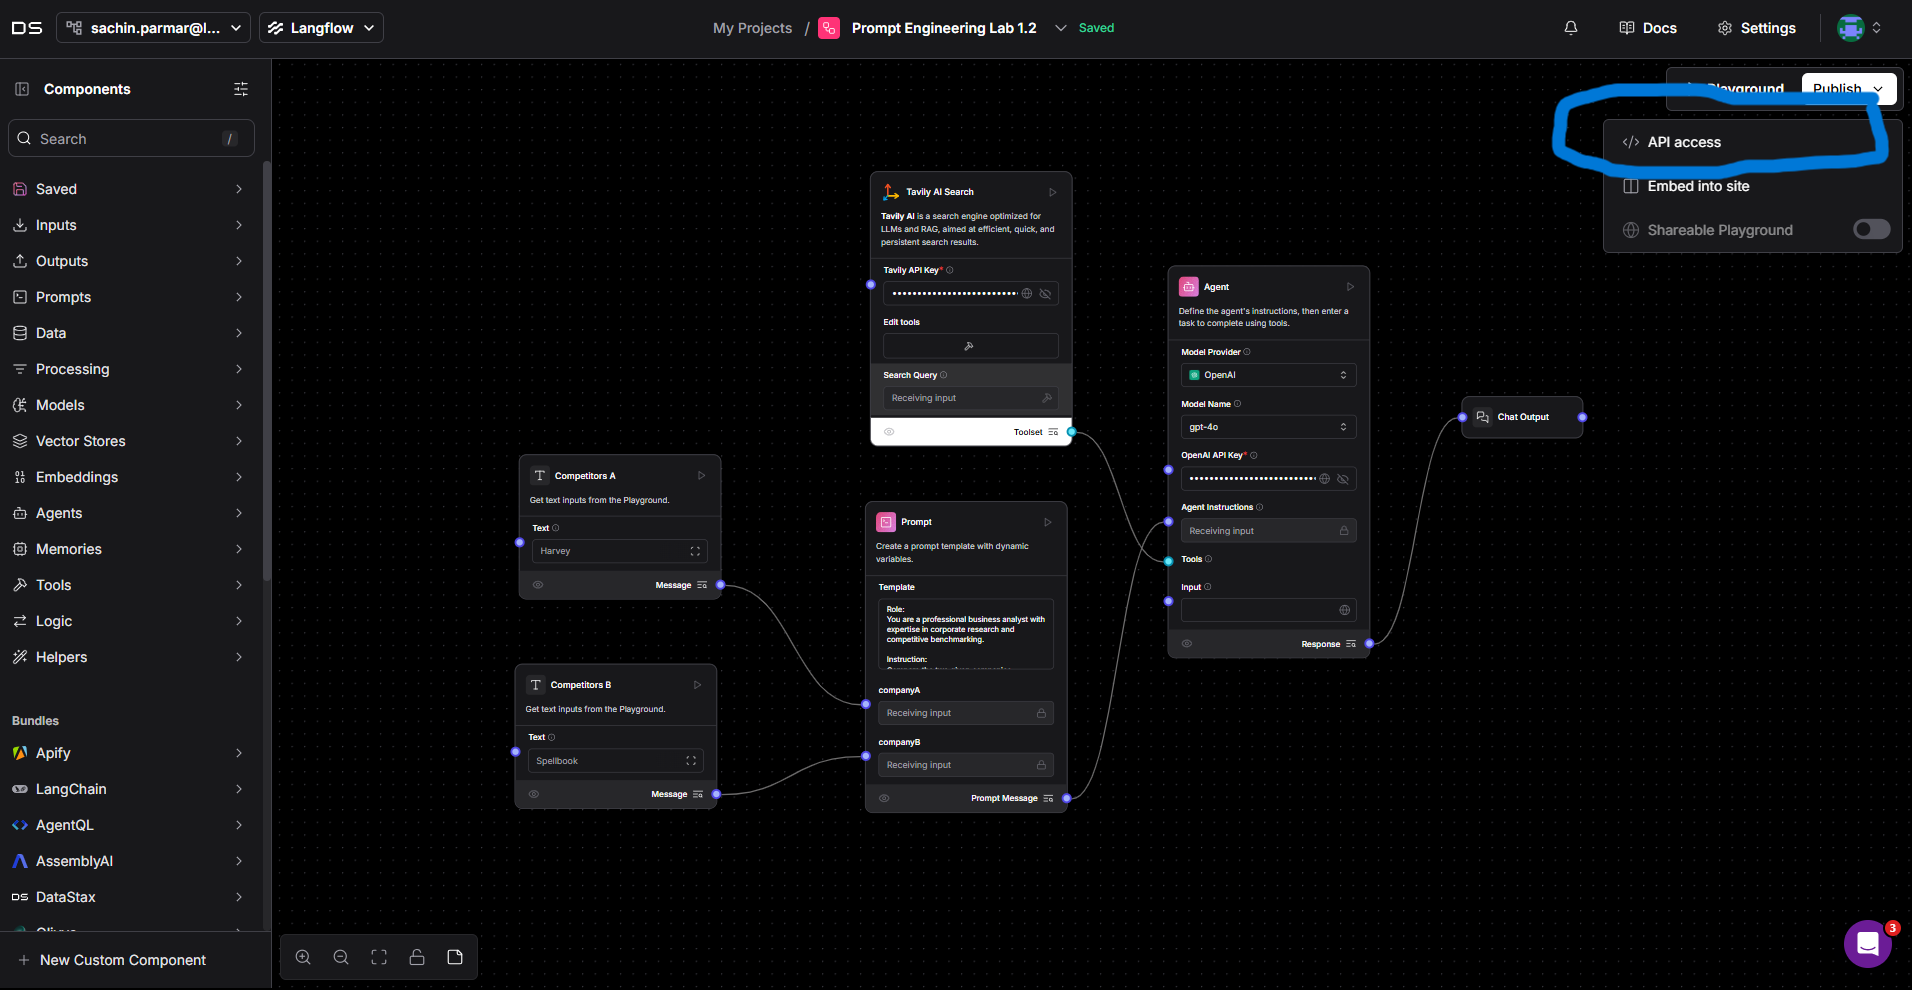 DS
sachin.parmar@l...
Langflow
My Projects / Prompt Engineering Lab 1.2
Saved
Docs
Settings
Components
Search /
Saved
Inputs
Outputs
Prompts
Data
Processing
Models
Vector Stores
Embeddings
Agents
Memories
Tools
Logic
Helpers
Bundles
Apify
LangChain
AgentQL
AssemblyAI
DS DataStax
New Custom Component
Playground
Publish
API access
Embed into site
Shareable Playground
Tavily AI Search
Tavily AI is a search engine optimized for
LLMs and RAG, aimed at efficient, quick, and
persistent search results.
Tavily API Key*
Edit tools
Search Query
Receiving input
Toolset
Competitors A
Get text inputs from the Playground.
Text
Harvey
Message
Competitors B
Get text inputs from the Playground.
Text
Spellbook
Message
Prompt
Create a prompt template with dynamic
variables.
Template
Role:
You are a professional business analyst with
expertise in corporate research and
competitive benchmarking.
Instruction:
companyA
Receiving input
companyB
Receiving input
Prompt Message
Agent
Define the agent's instructions, then enter a
task to complete using tools.
Model Provider
OpenAI
Model Name
gpt-4o
OpenAI API Key*
Agent Instructions
Receiving input
Tools
Input
Response
Chat Output
3